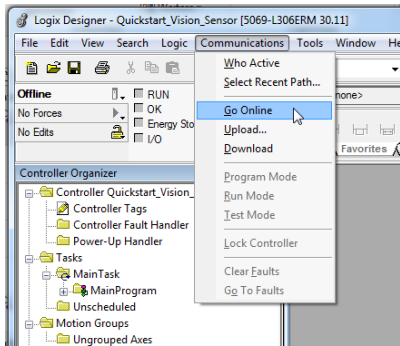 Logix Designer - Quickstart_Vision_Sensor [5069-L306ERM 30.11]
File Edit View Search Logic Communications Tools Window He
Offline
RUN
No Forces
OK
Energy Sto
No Edits
I/O
Who Active
Select Recent Path...
Go Online
Upload...
Download
Program Mode
Run Mode
Test Mode
Lock Controller
Clear Faults
Go To Faults
none>
Favorites
Controller Organizer
Controller Quickstart_Vision_
Controller Tags
Controller Fault Handler
Power-Up Handler
Tasks
MainTask
MainProgram
Unscheduled
Motion Groups
Ungrouped Axes